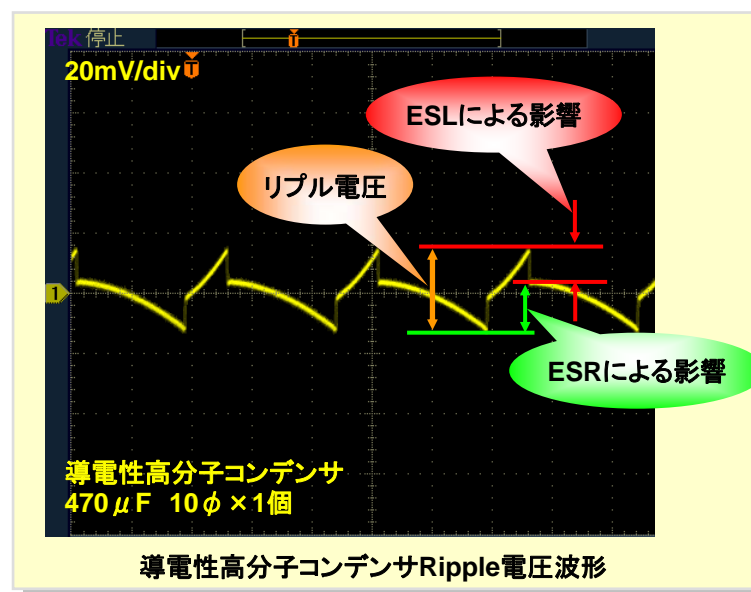 Tek 停止
T
20mV/div T
ESLによる影響
リプル電圧
1
ESRによる影響
導電性高分子コンデンサ
470μF 10φ×1個
導電性高分子コンデンサRipple電圧波形